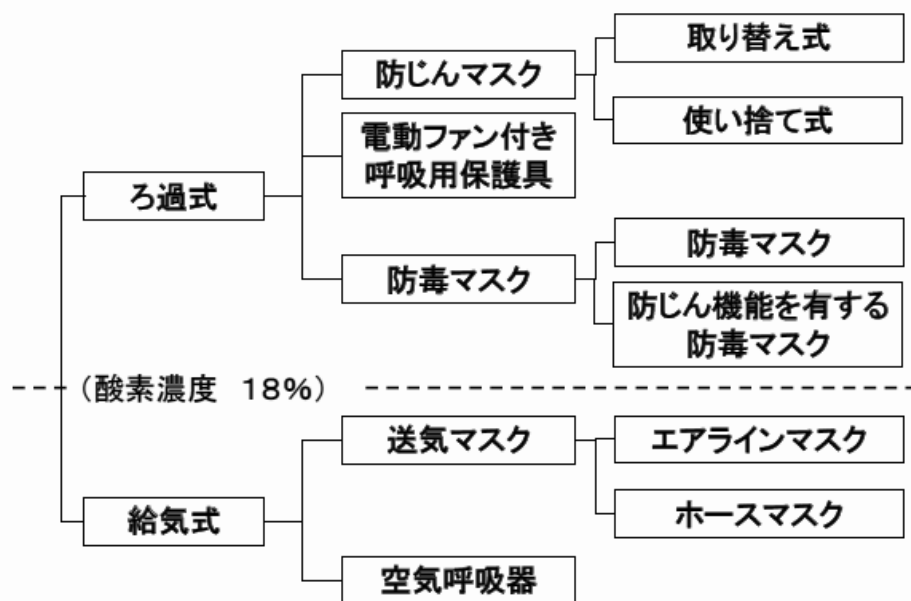 取り替え式
防じんマスク
使い捨て式
電動ファン付き
呼吸用保護具
ろ過式
防毒マスク
防毒マスク
防じん機能を有する
防毒マスク
(酸素濃度 18%)
送気マスク
エアラインマスク
ホースマスク
給気式
空気呼吸器